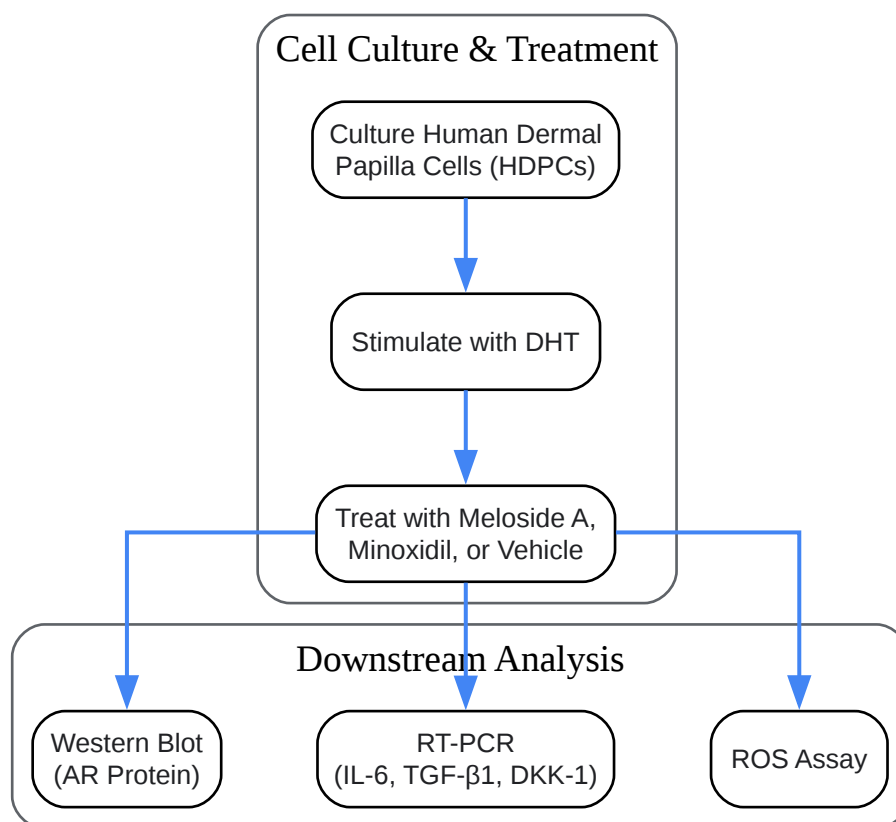 Cell Culture & Treatment
Culture Human Dermal
Papilla Cells (HDPCs)
Stimulate with DHT
Treat with Meloside A,
Minoxidil, or Vehicle
Downstream Analysis
Western Blot
(AR Protein)
RT-PCR
(IL-6, TGF-β1, DKK-1)
ROS Assay